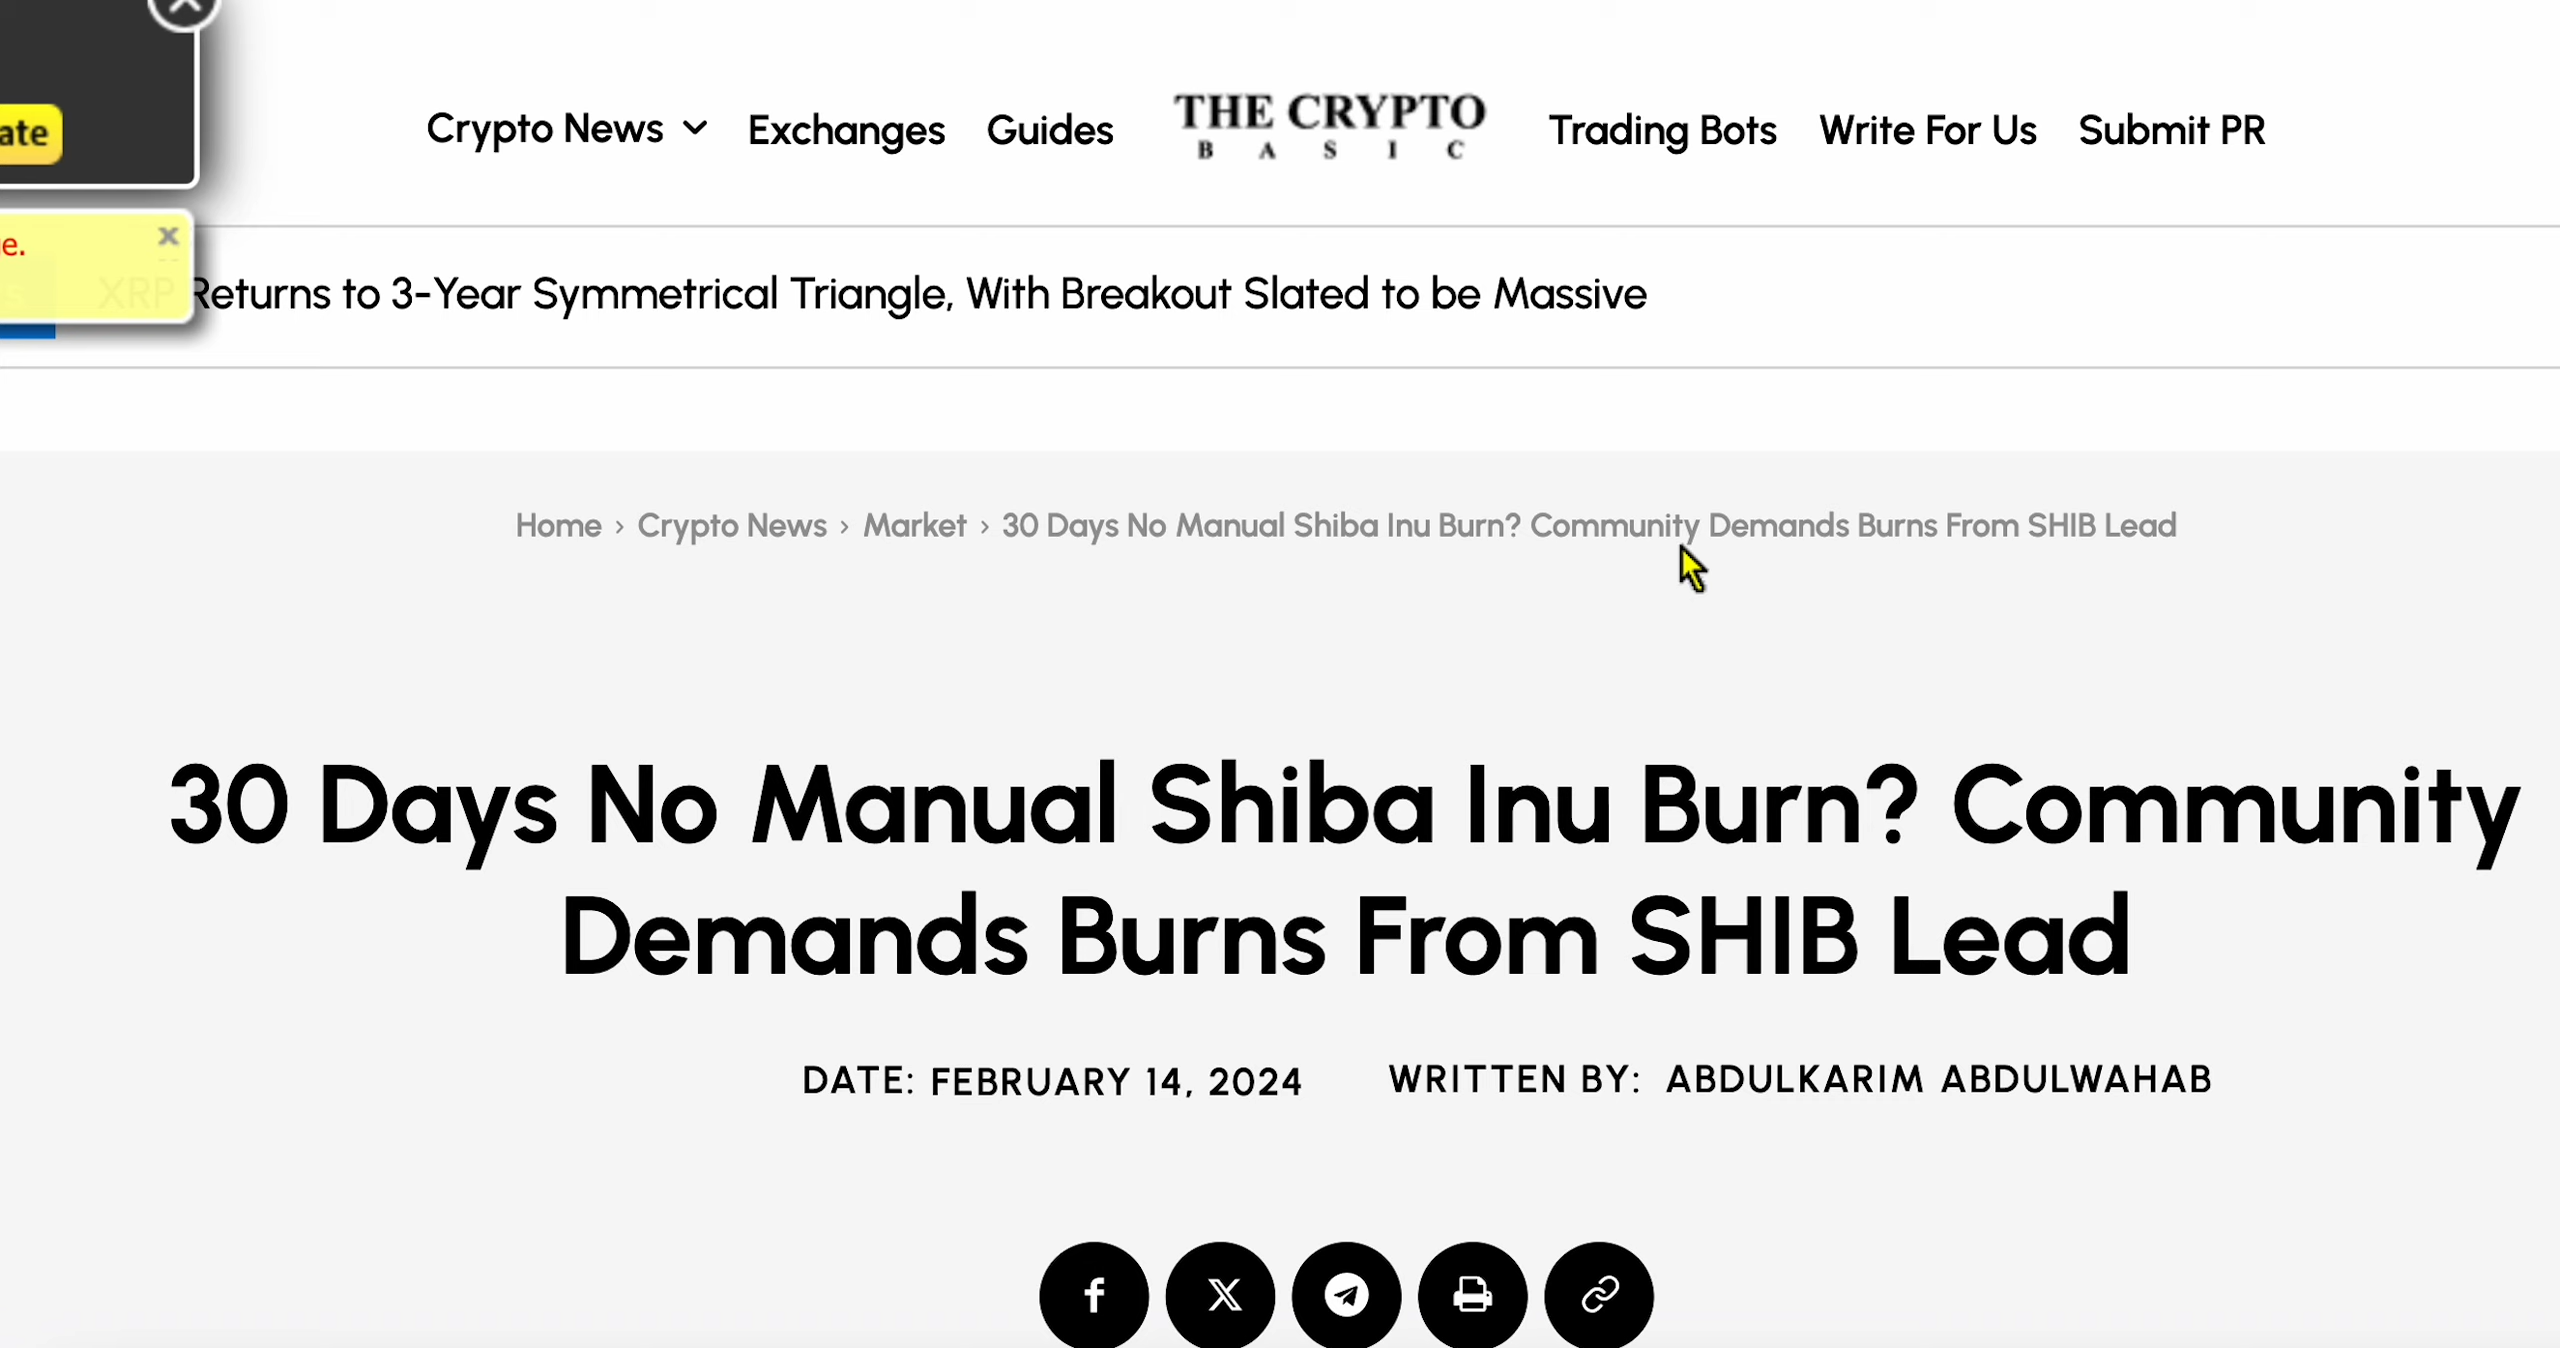 ate
Crypto News Exchanges Guides THE CRYPTO Trading Bots Write For Us Submit PR
B A S I C
e. x
XRP Returns to 3-Year Symmetrical Triangle, With Breakout Slated to be Massive
Home › Crypto News › Market › 30 Days No Manual Shiba Inu Burn? Community Demands Burns From SHIB Lead
30 Days No Manual Shiba Inu Burn? Community
Demands Burns From SHIB Lead
DATE: FEBRUARY 14, 2024 WRITTEN BY: ABDULKARIM ABDULWAHAB